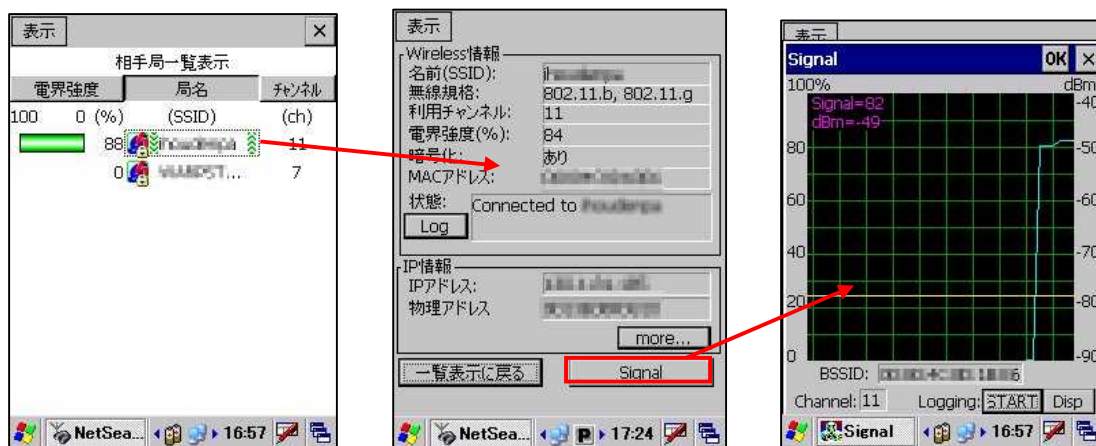 表示
相手局一覧表示
電界強度 局名 チャンネル
100 0 (%) (SSID) (ch)
88 11
0 7
NetSea... 16:57
表示
Wireless情報
名前(SSID):
無線規格: 802.11.b, 802.11.g
利用チャンネル: 11
電界強度(%): 84
暗号化: あり
MACアドレス:
状態: Connected to
Log
IP情報
IPアドレス:
物理アドレス
more...
一覧表示に戻る Signal
NetSea... P 17:24
表示
Signal OK
100% dBm
Signal=82 -40
dBm=-49
80 -50
60 -60
40 -70
20 -80
0 -90
BSSID:
Channel: 11 Logging: START Disp
Signal 16:57